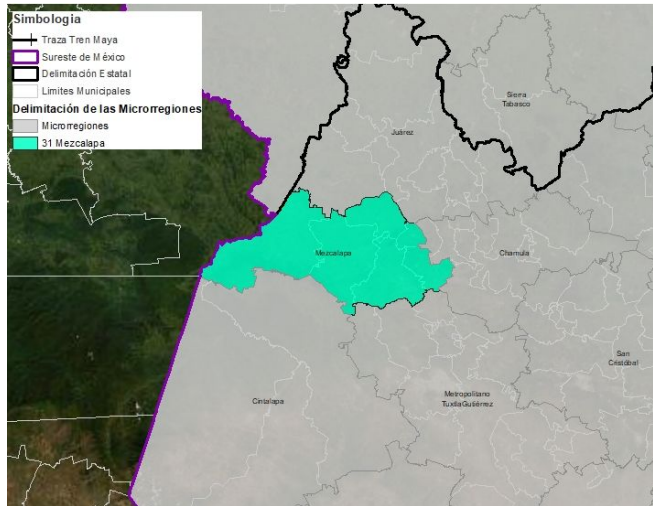 Simbología
Traza Tren Maya
Sureste de México
Delimitación Estatal
Limites Municipales
Delimitación de las Microrregiones
Microrregiones
31 Mezcalapa
Sierra
Tabasco
Juárez
Mezcalapa
Chamula
San
Cristóbal
Cintalapa
Metropolitano
TuxtlaGutiérrez